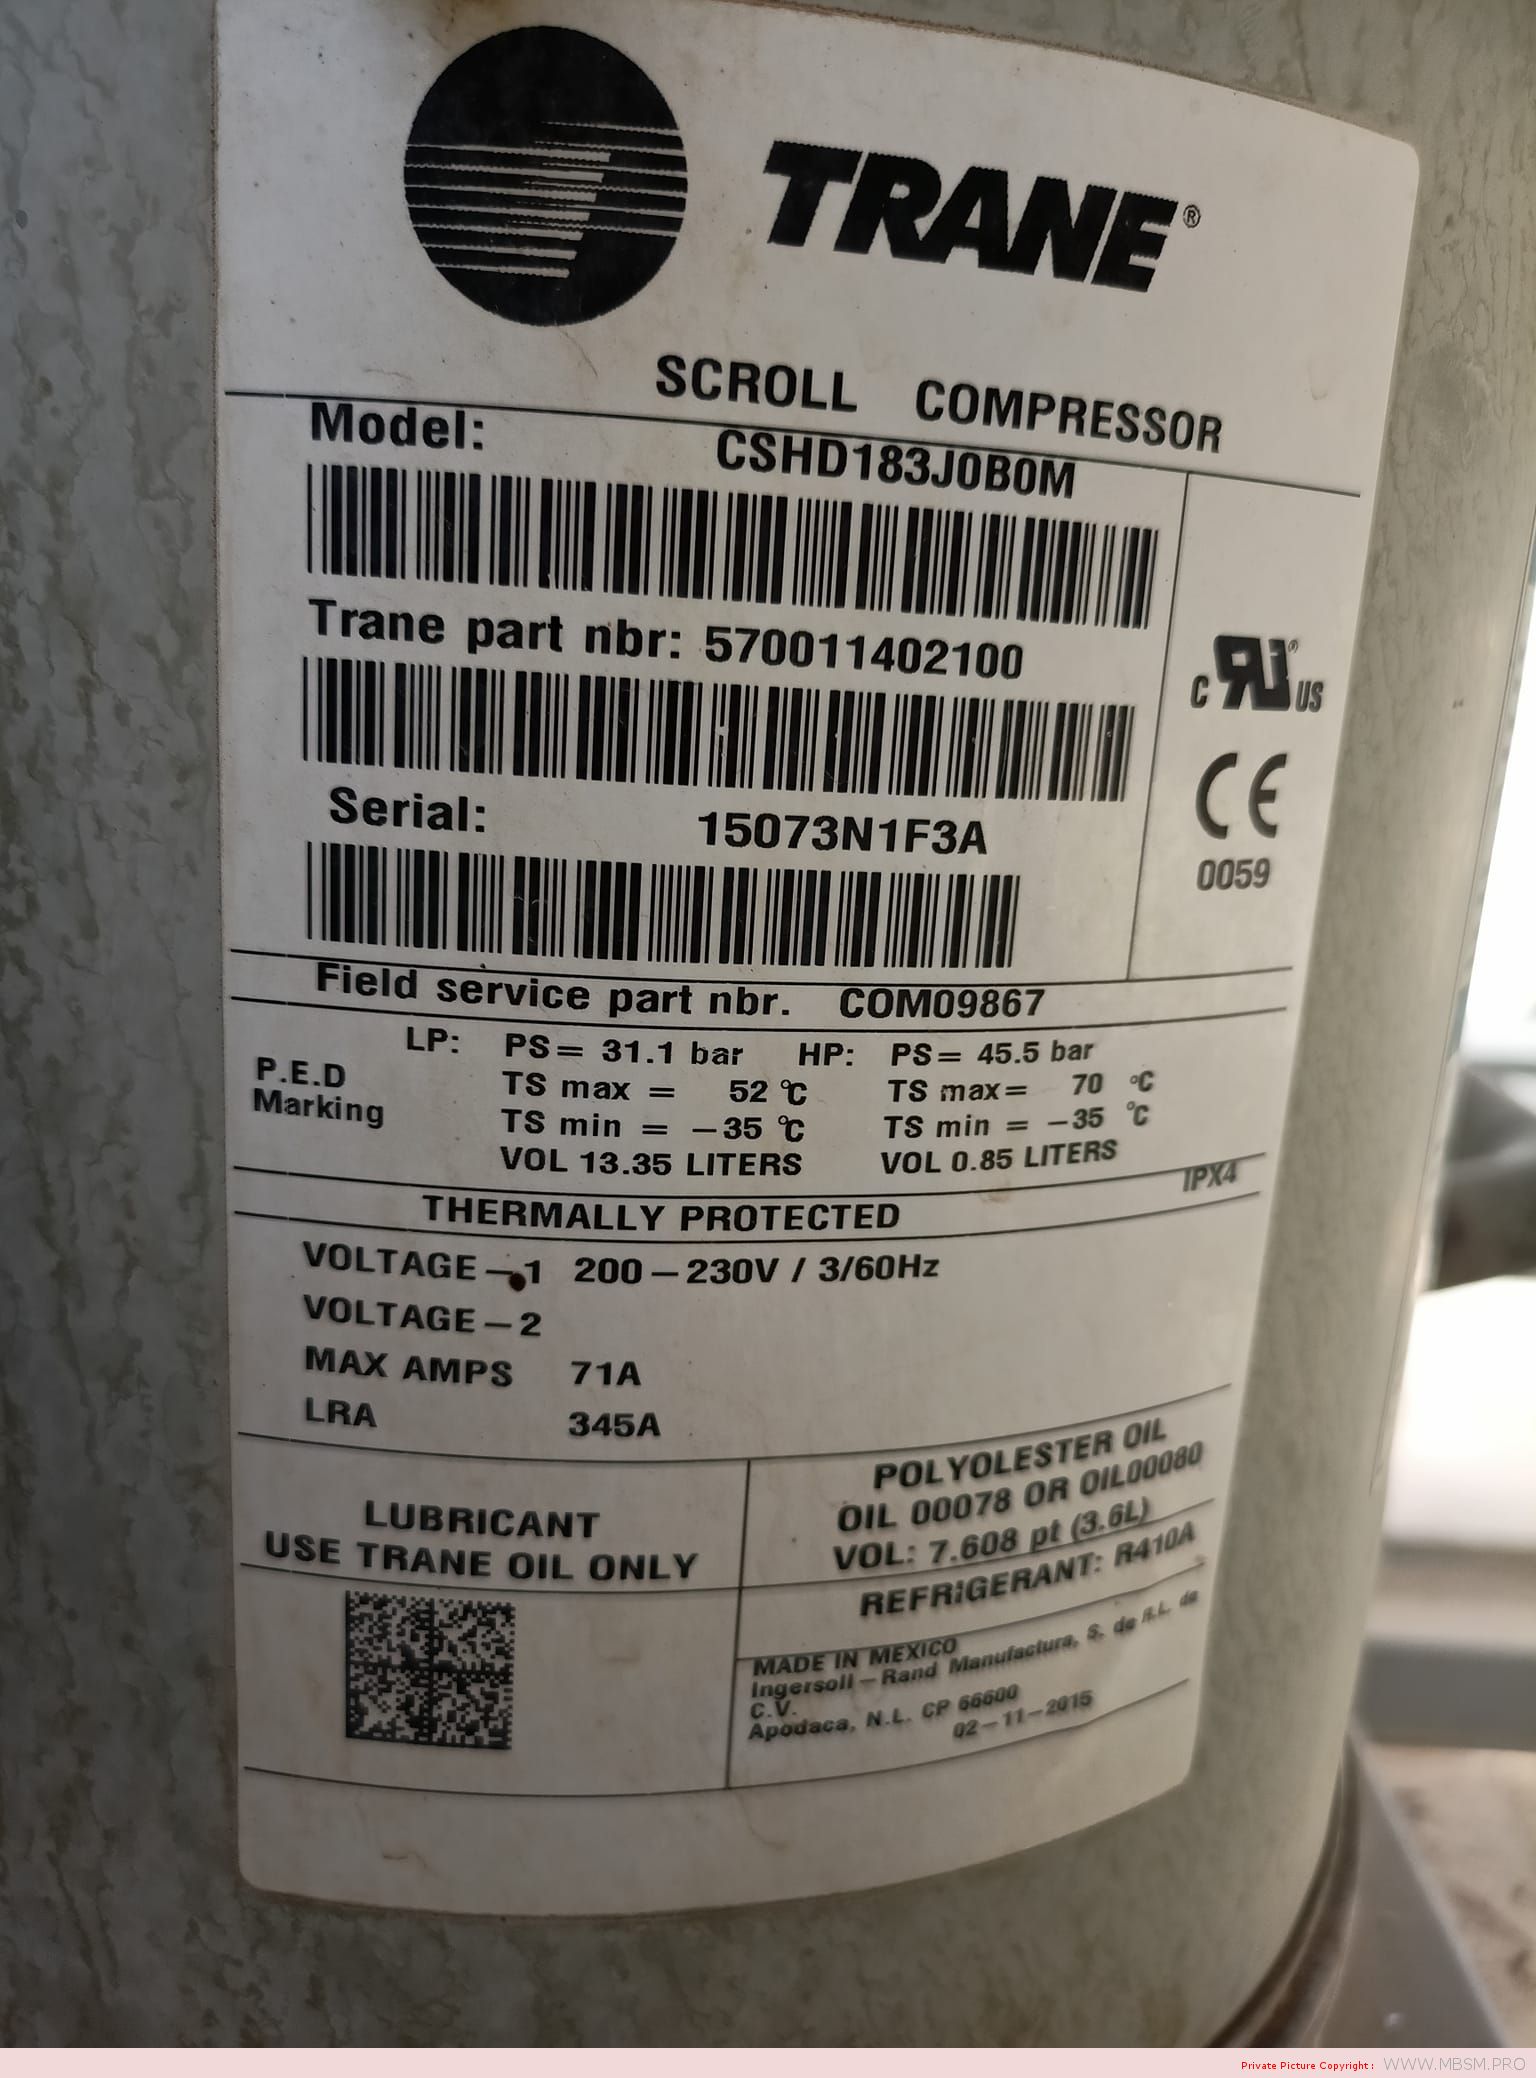 TRANE®
SCROLL COMPRESSOR
Model: CSHD183J0B0M
Trane part nbr: 570011402100
Serial: 15073N1F3A
C RU® US
CE
0059
Field service part nbr. COM09867
P.E.D Marking
LP: PS= 31.1 bar HP: PS= 45.5 bar
TS max = 52 °C TS max= 70 °C
TS min = −35 °C TS min = −35 °C
VOL 13.35 LITERS VOL 0.85 LITERS
IPX4
THERMALLY PROTECTED
VOLTAGE−1 200−230V / 3/60Hz
VOLTAGE−2
MAX AMPS 71A
LRA 345A
LUBRICANT
USE TRANE OIL ONLY
POLYOLESTER OIL
OIL 00078 OR OIL00080
VOL: 7.608 pt (3.6L)
REFRIGERANT: R410A
MADE IN MEXICO
Ingersoll−Rand Manufactura, S. de R.L. de
C.V.
Apodaca, N.L. CP 66600
02−11−2015
Private Picture Copyright : WWW.MBSM.PRO